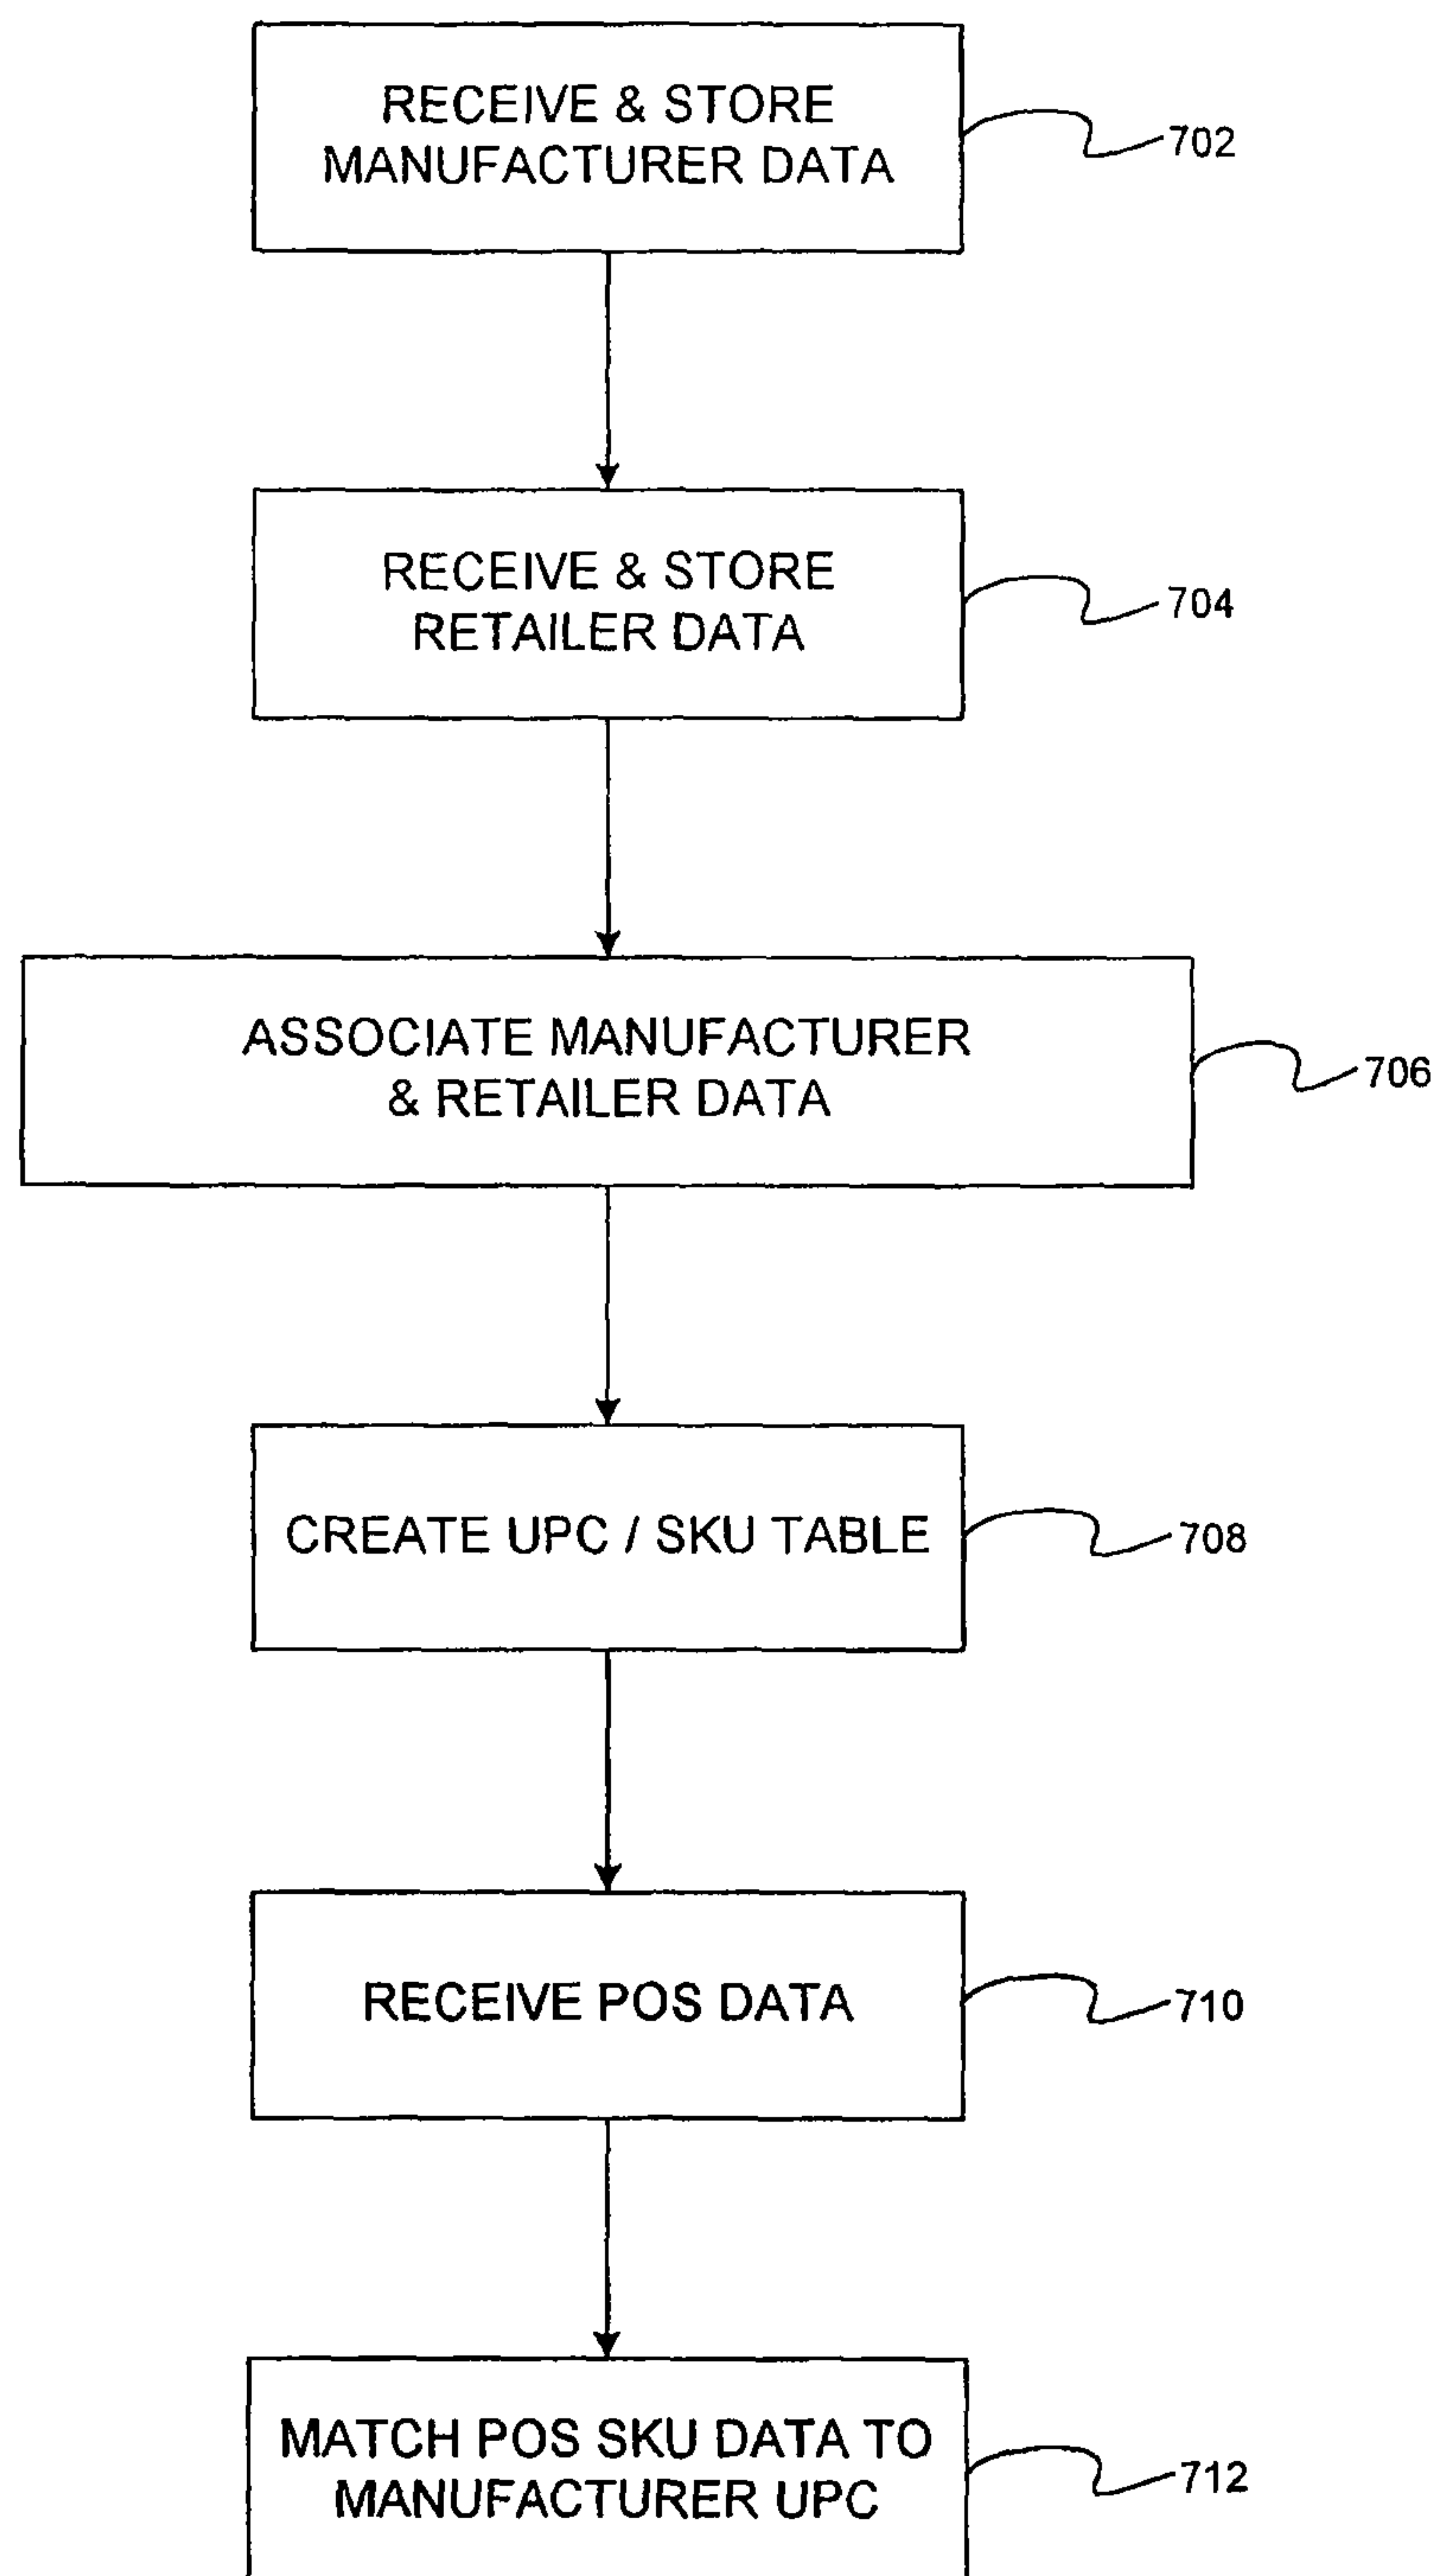 RECEIVE & STORE
MANUFACTURER DATA
702
RECEIVE & STORE
RETAILER DATA
704
ASSOCIATE MANUFACTURER
& RETAILER DATA
706
CREATE UPC / SKU TABLE
708
RECEIVE POS DATA
710
MATCH POS SKU DATA TO
MANUFACTURER UPC
712